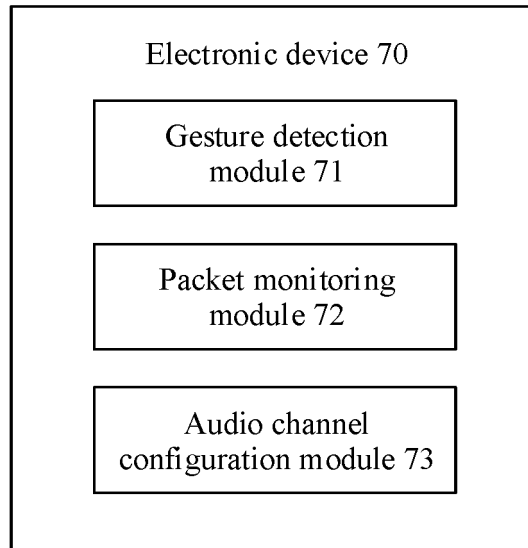 Electronic device 70
Gesture detection
module 71
Packet monitoring
module 72
Audio channel
configuration module 73